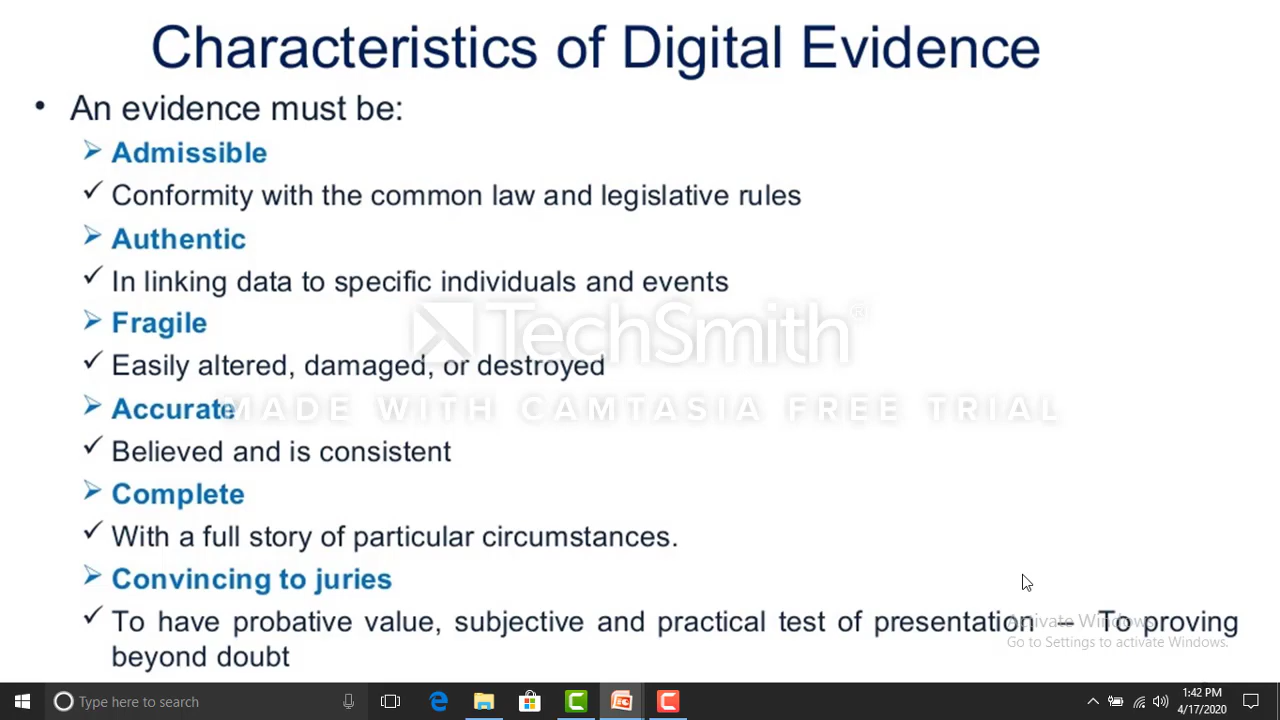 Characteristics of Digital Evidence
• An evidence must be:
Admissible
Conformity with the common law and legislative rules
Authentic
In linking data to specific individuals and events
Fragile
TechSmith®
Easily altered, damaged, or destroyed
Accurate
MADE WITH CAMTASIA FREE TRIAL
Believed and is consistent
Complete
With a full story of particular circumstances.
Convincing to juries
To have probative value, subjective and practical test of presentation – To proving
beyond doubt
Activate Windows
Go to Settings to activate Windows.
Type here to search
1:42 PM
4/17/2020